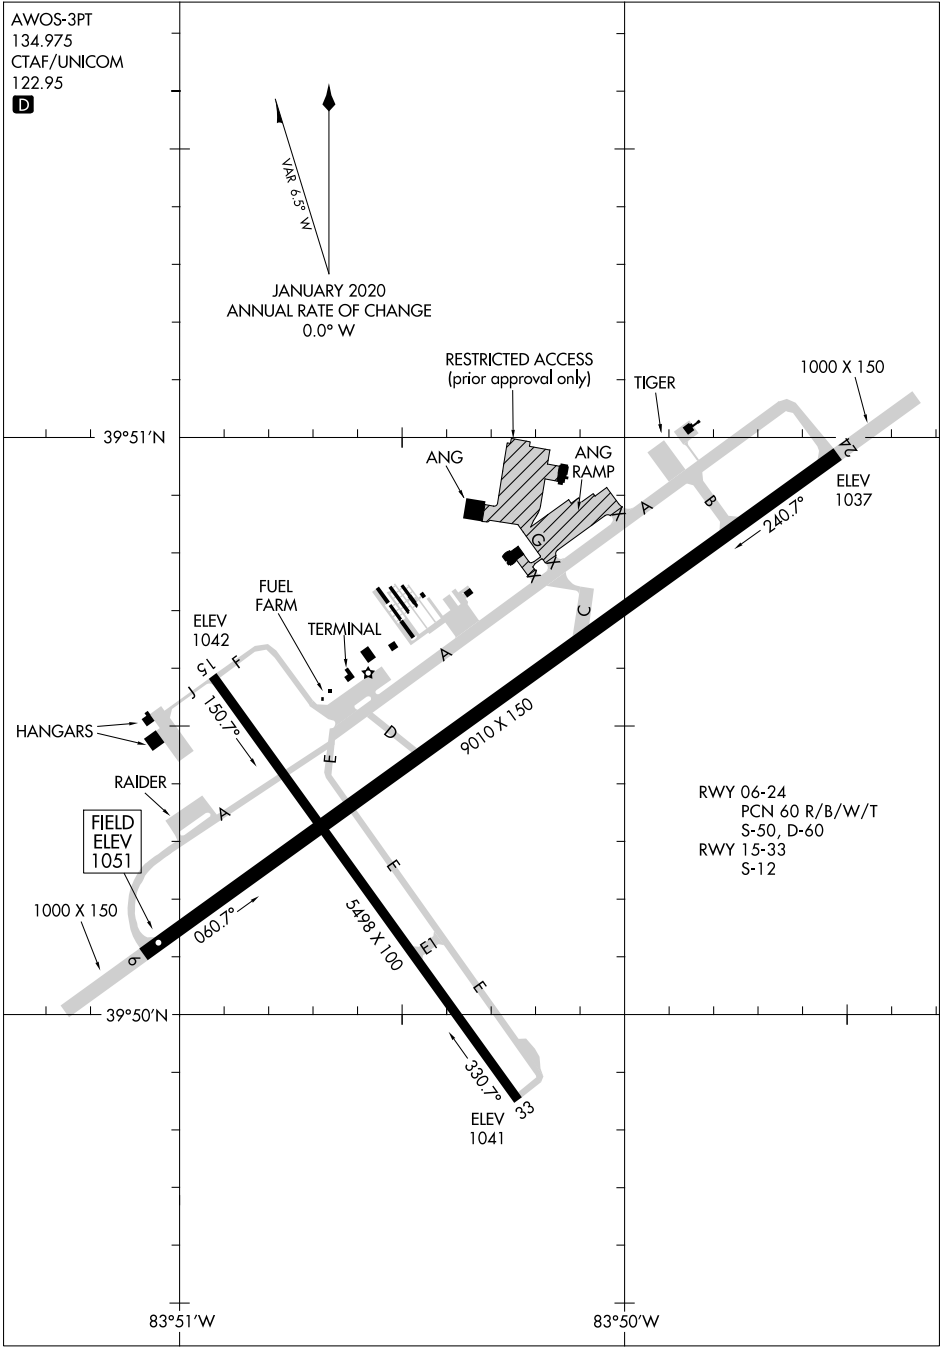 AWOS-3PT
134.975
CTAF/UNICOM
122.95
D
VAR 6.5° W
JANUARY 2020
ANNUAL RATE OF CHANGE
0.0° W
RESTRICTED ACCESS
(prior approval only)
TIGER
1000 X 150
39°51'N
ANG
ANG
RAMP
24
ELEV
1037
240.7°
A
B
X
G
X
X
C
FUEL
FARM
TERMINAL
ELEV
1042
15
F
J
A
150.7°
HANGARS
D
E
9010 X 150
RAIDER
A
FIELD
ELEV
1051
RWY 06-24
PCN 60 R/B/W/T
S-50, D-60
RWY 15-33
S-12
E
1000 X 150
060.7°
5498 X 100
E1
6
E
39°50'N
330.7°
33
ELEV
1041
83°51'W
83°50'W